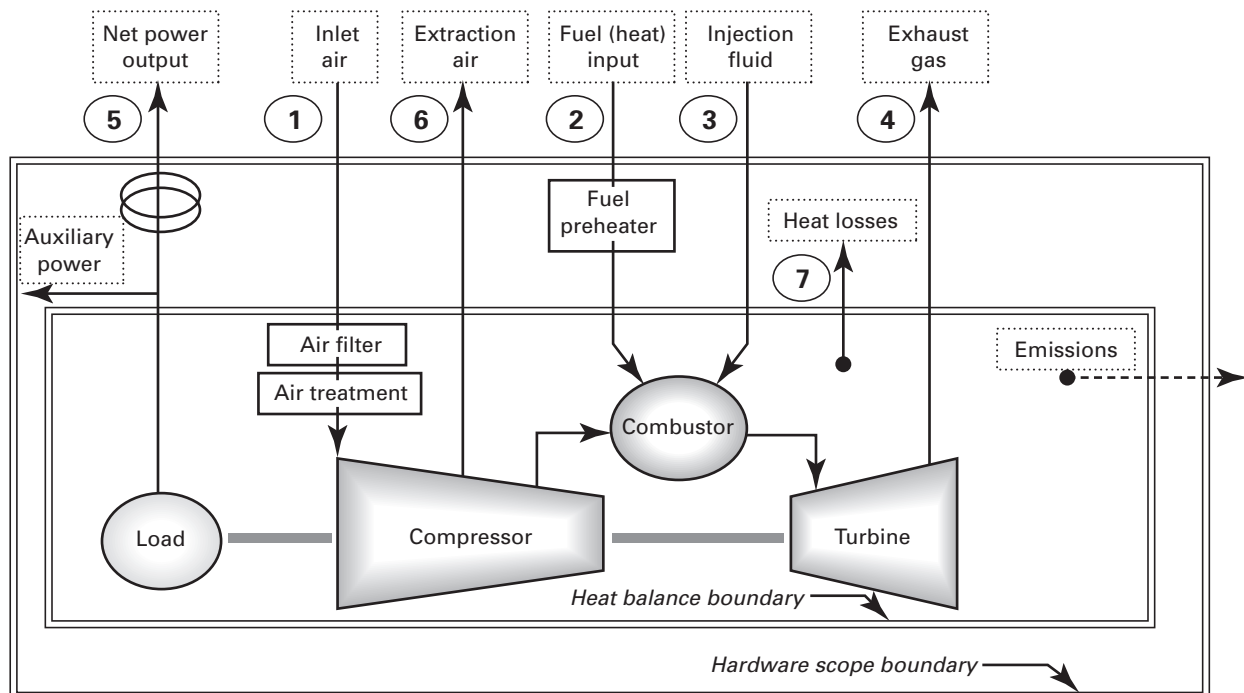 Net power
output
Inlet
air
Extraction
air
Fuel (heat)
input
Injection
fluid
Exhaust
gas
5
1
6
2
3
4
Fuel
preheater
Auxiliary
power
Heat losses
7
Air filter
Air treatment
Emissions
Combustor
Load
Compressor
Turbine
Heat balance boundary
Hardware scope boundary